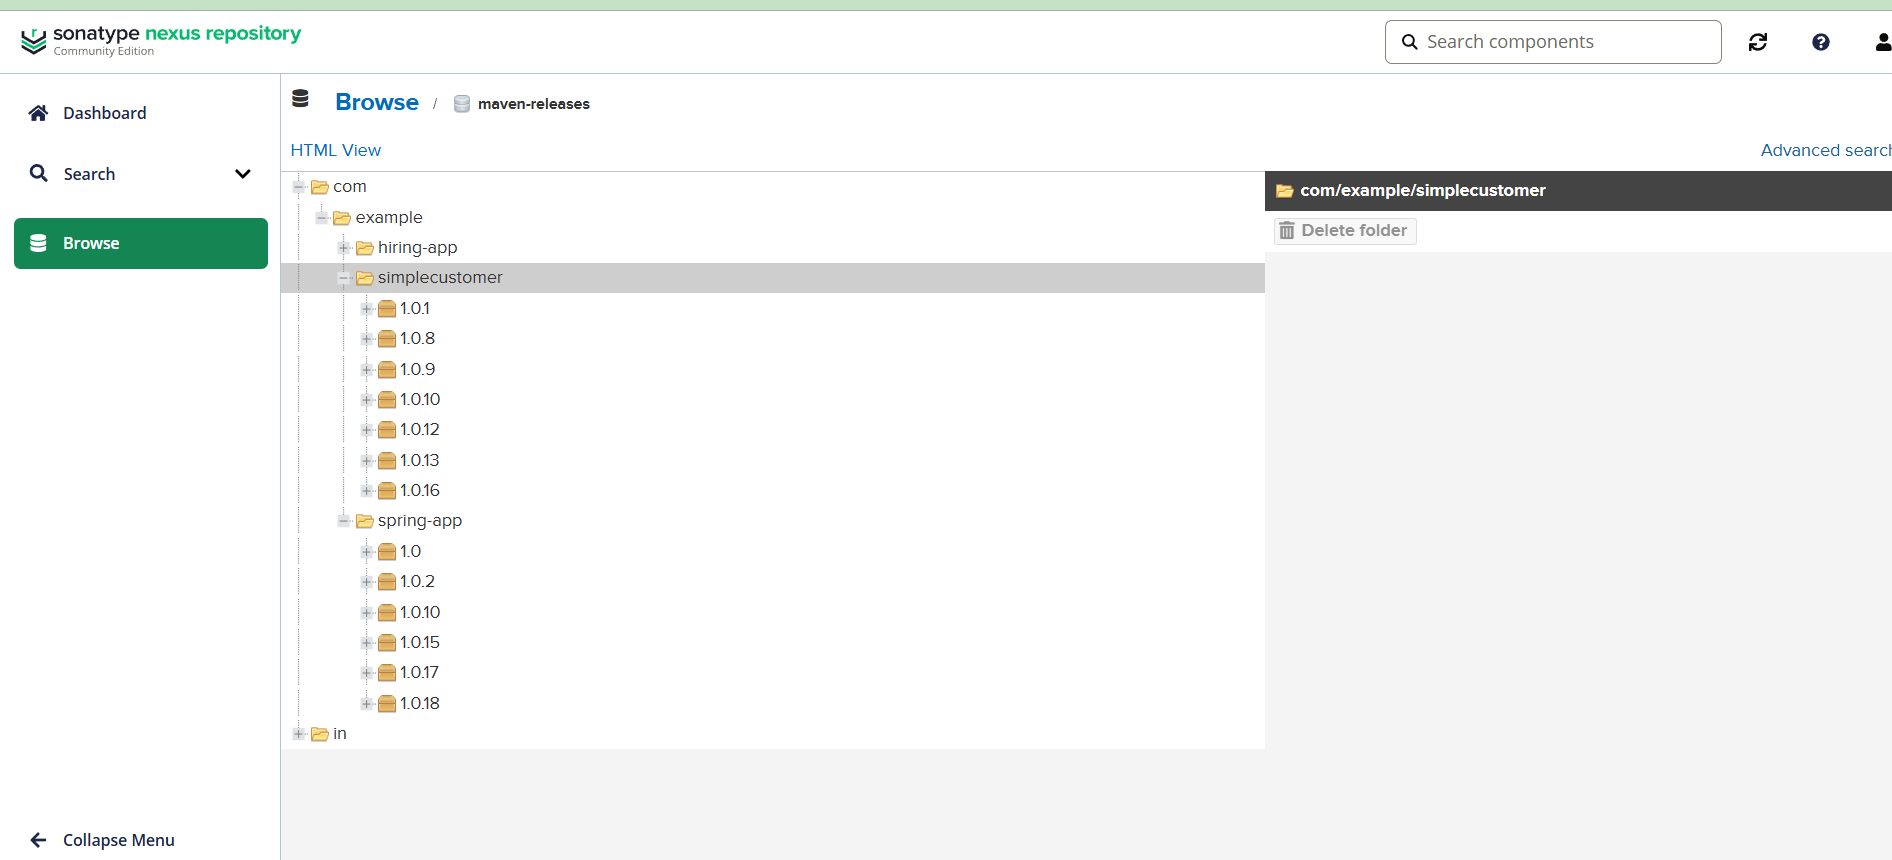 sonatype nexus repository
Community Edition
Search components
Dashboard
Search
Browse
Collapse Menu
Browse / maven-releases
HTML View
Advanced search
com
example
hiring-app
simplecustomer
1.0.1
1.0.8
1.0.9
1.0.10
1.0.12
1.0.13
1.0.16
spring-app
1.0
1.0.2
1.0.10
1.0.15
1.0.17
1.0.18
in
com/example/simplecustomer
Delete folder